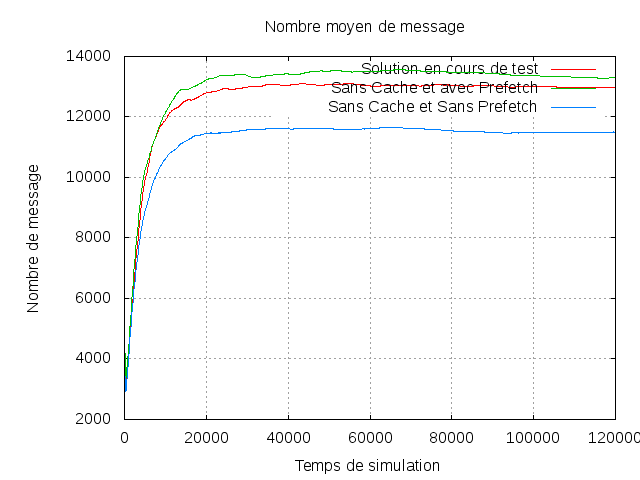 Nombre moyen de message
14000
12000
10000
8000
6000
4000
2000
Nombre de message
Solution en cours de test
Sans Cache et avec Prefetch
Sans Cache et Sans Prefetch
0 20000 40000 60000 80000 100000 120000
Temps de simulation